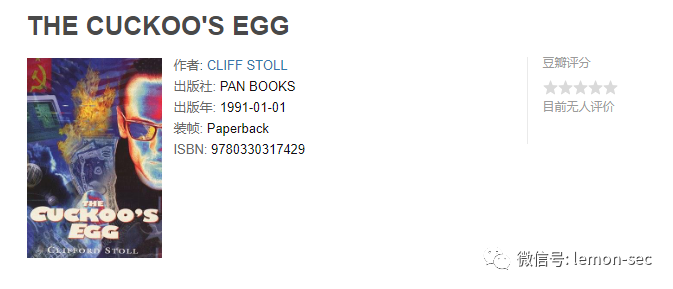 THE CUCKOO'S EGG
作者: CLIFF STOLL
出版社: PAN BOOKS
出版年: 1991-01-01
装帧: Paperback
ISBN: 9780330317429
豆瓣评分
目前无人评价
THE
CUCKOO'S
EGG
CLIFFORD STOLL
微信号: lemon-sec